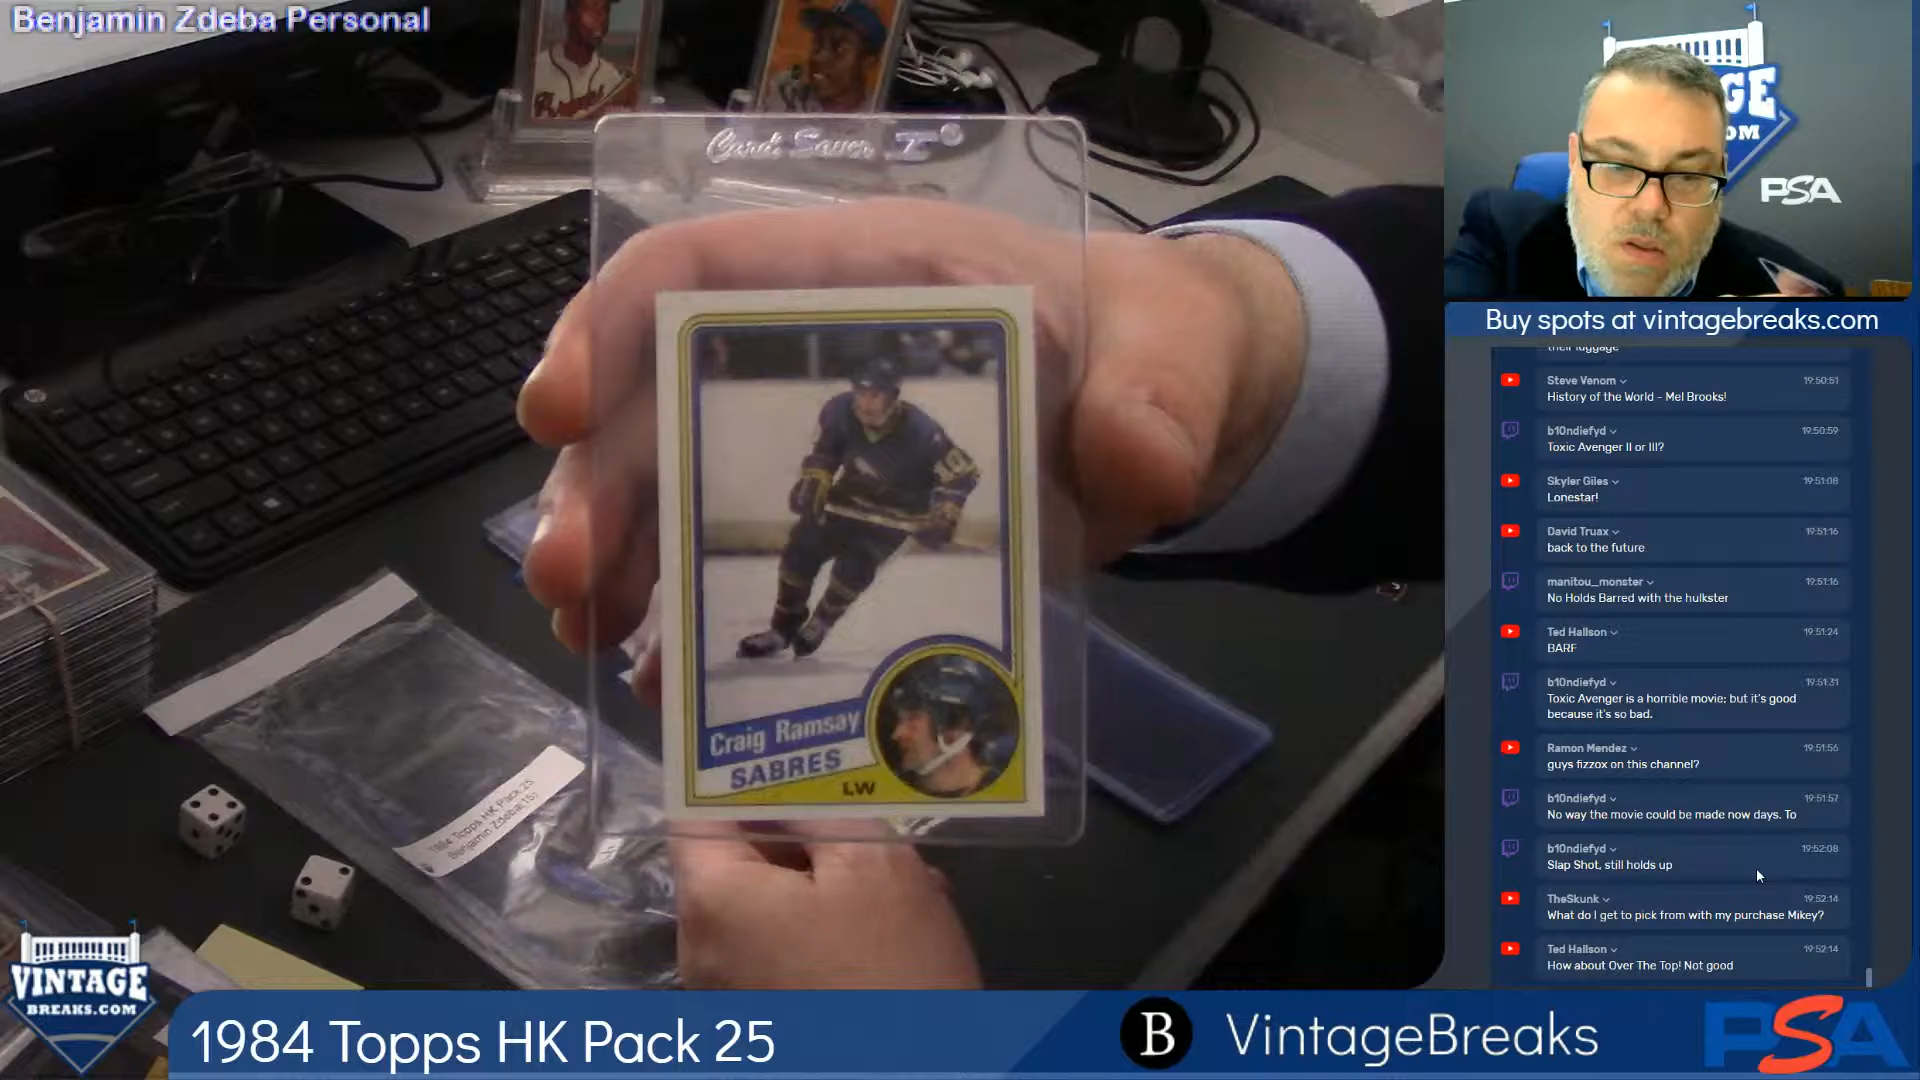 Benjamin Zdeba Personal
Card Saver I®
Craig Ramsay
SABRES
LW
10
1984 Topps HK Pack 25
Benjamin Zdeba(15)
GE
OM
PSA
Buy spots at vintagebreaks.com
their luggage
Steve Venom 19:50:51
History of the World - Mel Brooks!
b10ndiefyd 19:50:59
Toxic Avenger II or III?
Skyler Giles 19:51:08
Lonestar!
David Truax 19:51:16
back to the future
manitou_monster 19:51:16
No Holds Barred with the hulkster
Ted Hallson 19:51:24
BARF
b10ndiefyd 19:51:31
Toxic Avenger is a horrible movie; but it's good
because it's so bad.
Ramon Mendez 19:51:56
guys fizzox on this channel?
b10ndiefyd 19:51:57
No way the movie could be made now days. To
b10ndiefyd 19:52:08
Slap Shot, still holds up
TheSkunk 19:52:14
What do I get to pick from with my purchase Mikey?
Ted Hallson 19:52:14
How about Over The Top! Not good
VINTAGE
BREAKS.COM
1984 Topps HK Pack 25
B VintageBreaks
PSA